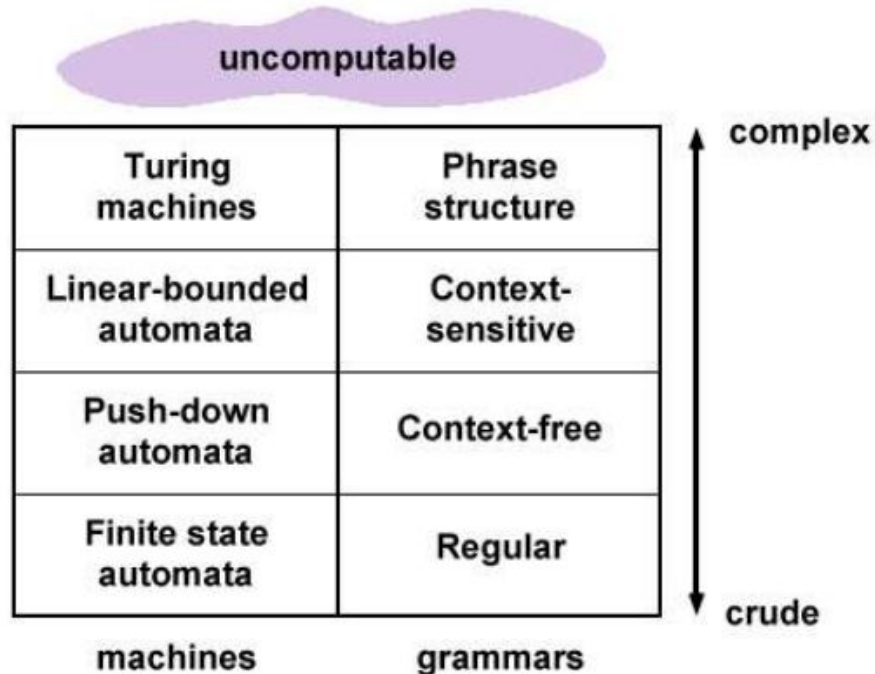 uncomputable
complex
Turing
machines
Phrase
structure
Linear-bounded
automata
Context-
sensitive
Push-down
automata
Context-free
Finite state
automata
Regular
crude
machines
grammars